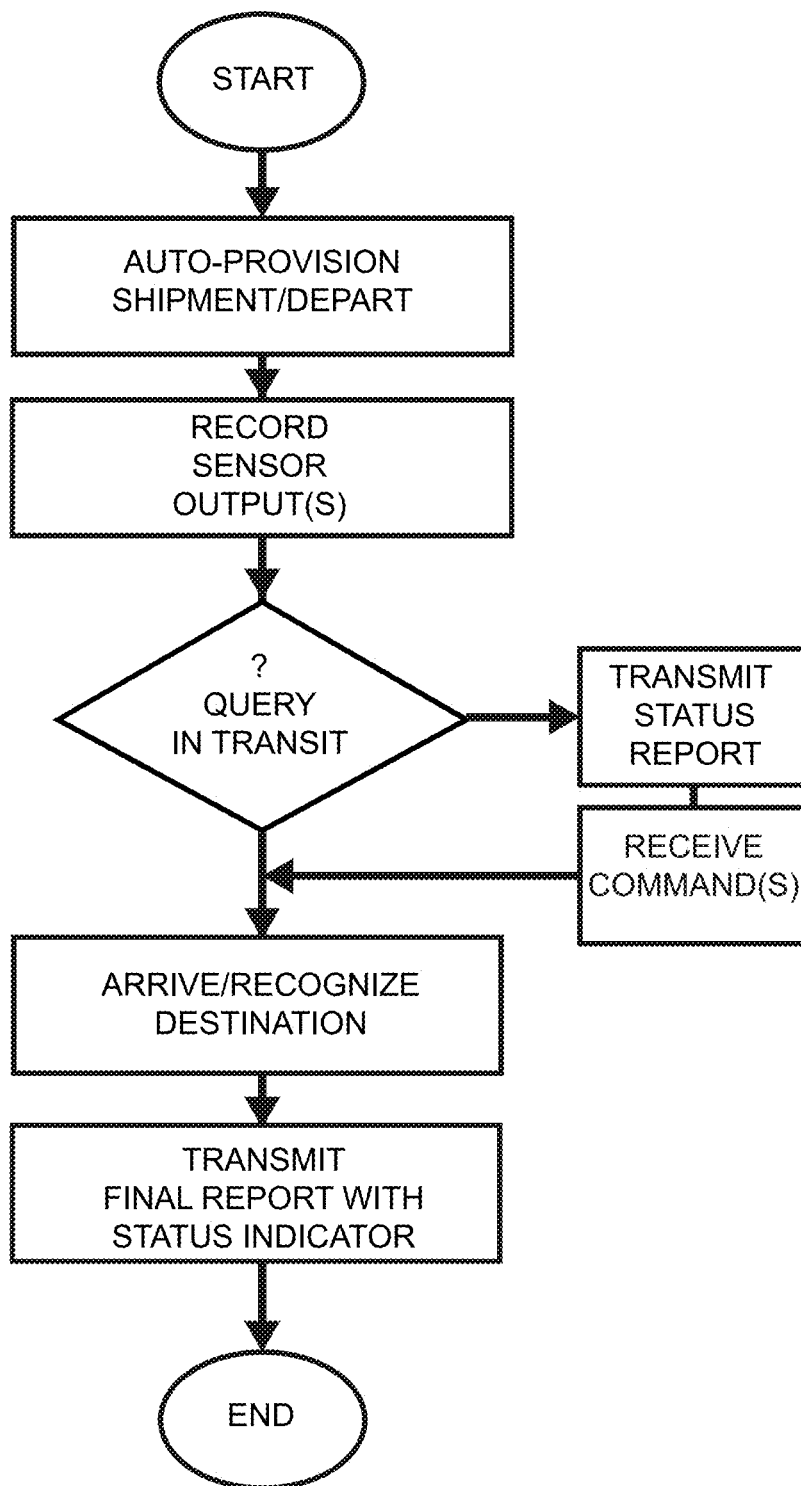 START
AUTO-PROVISION
SHIPMENT/DEPART
RECORD
SENSOR
OUTPUT(S)
?
QUERY
IN TRANSIT
TRANSMIT
STATUS
REPORT
RECEIVE
COMMAND(S)
ARRIVE/RECOGNIZE
DESTINATION
TRANSMIT
FINAL REPORT WITH
STATUS INDICATOR
END